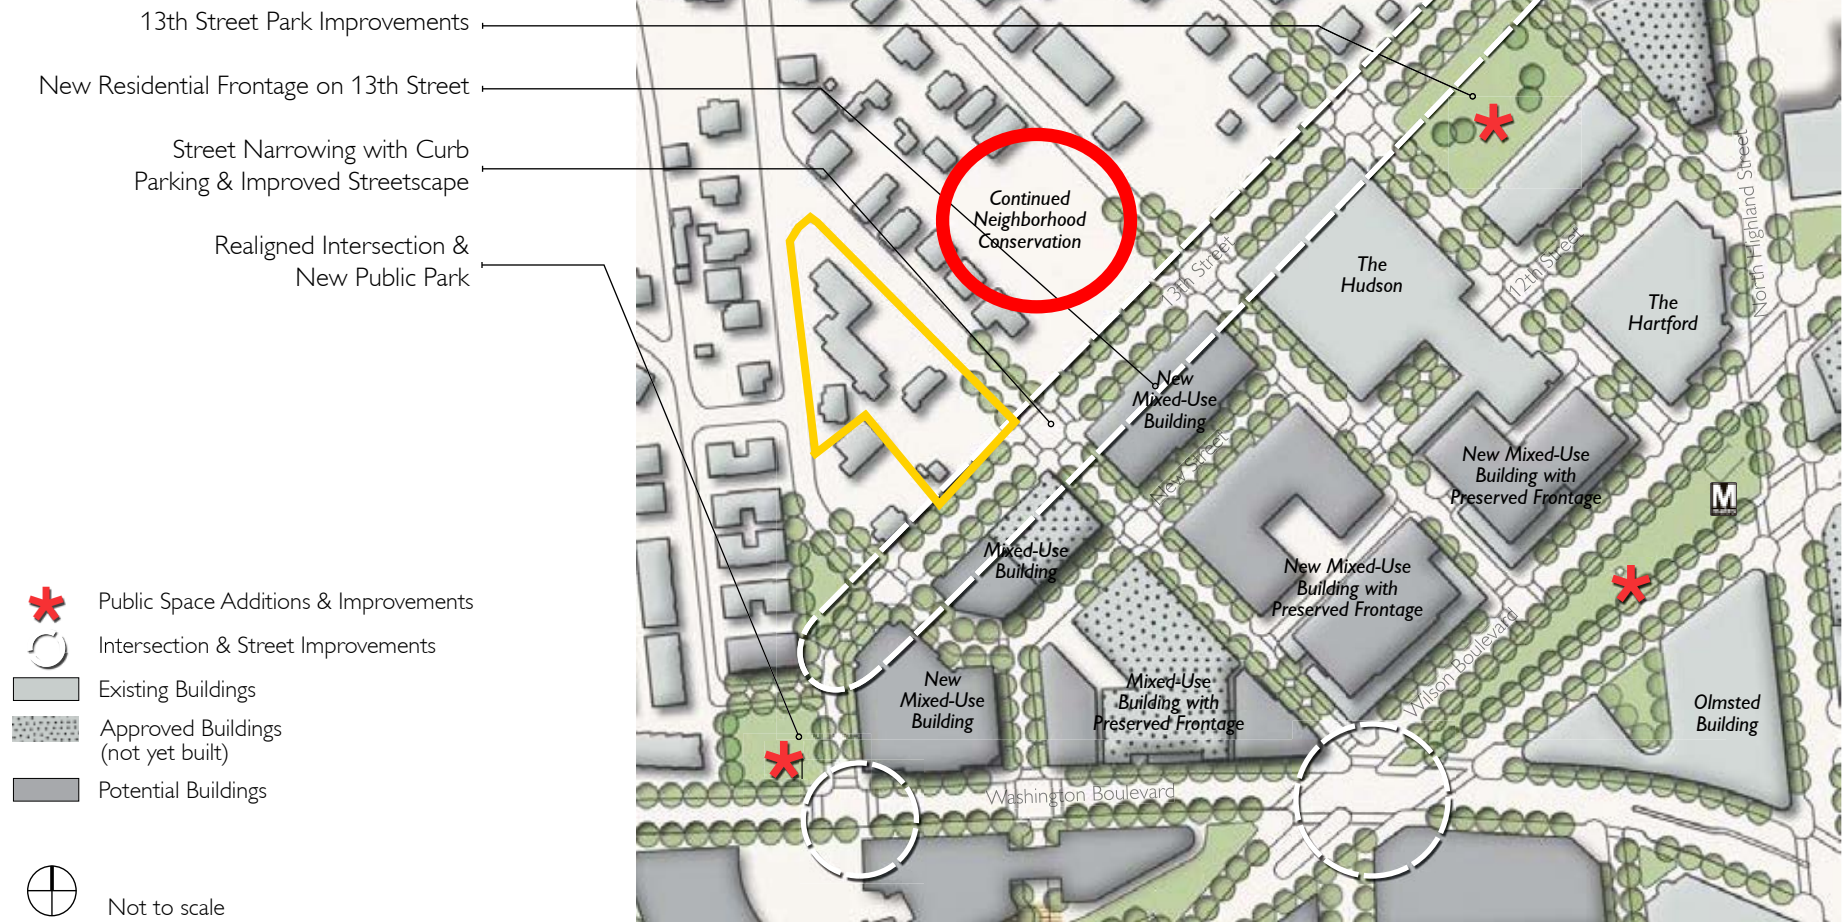 13th Street Park Improvements
New Residential Frontage on 13th Street
Street Narrowing with Curb
Parking & Improved Streetscape
Realigned Intersection &
New Public Park
Public Space Additions & Improvements
Intersection & Street Improvements
Existing Buildings
Approved Buildings
(not yet built)
Potential Buildings
Not to scale
Continued
Neighborhood
Conservation
13th Street
The
Hudson
12th Street
North Highland Street
The
Hartford
New
Mixed-Use
Building
New Street
New Mixed-Use
Building with
Preserved Frontage
M
Mixed-Use
Building
New Mixed-Use
Building with
Preserved Frontage
Wilson Boulevard
New
Mixed-Use
Building
Mixed-Use
Building with
Preserved Frontage
Olmsted
Building
Washington Boulevard